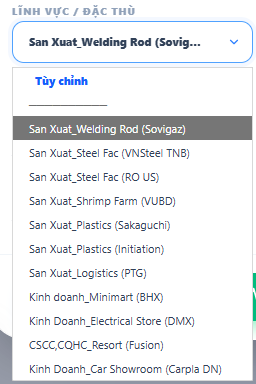 LĨNH VỰC / ĐẶC THÙ
San Xuat_Welding Rod (Sovig...
Tùy chỉnh
San Xuat_Welding Rod (Sovigaz)
San Xuat_Steel Fac (VNSteel TNB)
San Xuat_Steel Fac (RO US)
San Xuat_Shrimp Farm (VUBD)
San Xuat_Plastics (Sakaguchi)
San Xuat_Plastics (Initiation)
San Xuat_Logistics (PTG)
Kinh doanh_Minimart (BHX)
Kinh Doanh_Electrical Store (DMX)
CSCC,CQHC_Resort (Fusion)
Kinh Doanh_Car Showroom (Carpla DN)